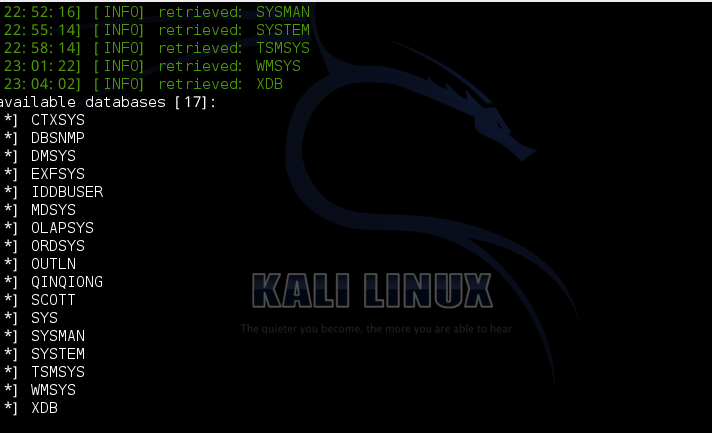 22:52:16] [INFO] retrieved: SYSMAN
22:55:14] [INFO] retrieved: SYSTEM
22:58:14] [INFO] retrieved: TSMSYS
23:01:22] [INFO] retrieved: WMSYS
23:04:02] [INFO] retrieved: XDB
available databases [17]:
*] CTXSYS
*] DBSNMP
*] DMSYS
*] EXFSYS
*] IDDBUSER
*] MDSYS
*] OLAPSYS
*] ORDSYS
*] OUTLN
*] QINQIONG
*] SCOTT
*] SYS
*] SYSMAN
*] SYSTEM
*] TSMSYS
*] WMSYS
*] XDB
KALI LINUX
The quieter you become, the more you are able to hear.